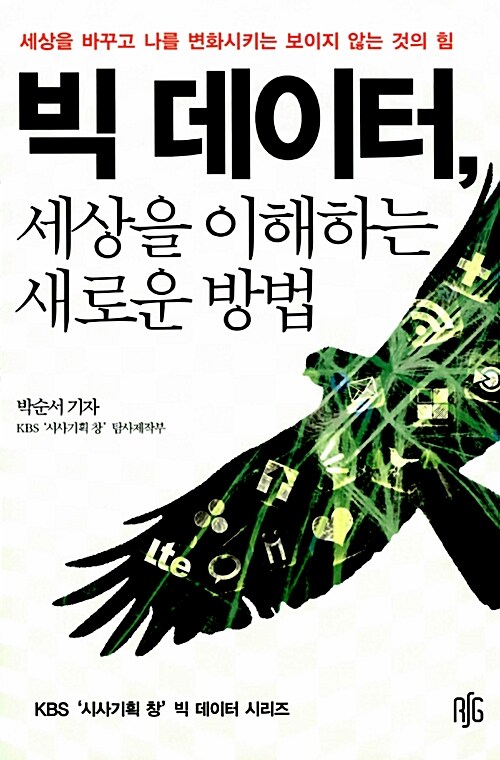 세상을 바꾸고 나를 변화시키는 보이지 않는 것의 힘
빅 데이터,
세상을 이해하는
새로운 방법
박순서 기자
KBS ‘시사기획 창’ 탐사제작부
Lte
KBS ‘시사기획 창’ 빅 데이터 시리즈
RSG